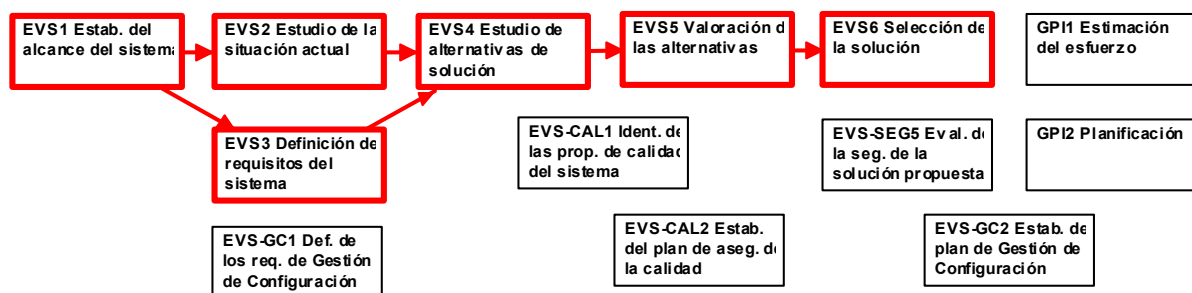 EVS1 Estab. del
alcance del sistema
EVS2 Estudio de la
situación actual
EVS4 Estudio de
alternativas de
solución
EVS5 Valoración d
las alternativas
EVS6 Selección de
la solución
GPI1 Estimación
del esfuerzo
EVS3 Definición de
requisitos del
sistema
EVS-CAL1 Ident. de
las prop. de calidad
del sistema
EVS-SEG5 Eval. de
la seg. de la
solución propuesta
GPI2 Planificación
EVS-GC1 Def. de
los req. de Gestión
de Configuración
EVS-CAL2 Estab.
del plan de aseg. de
la calidad
EVS-GC2 Estab. de
plan de Gestión de
Configuración